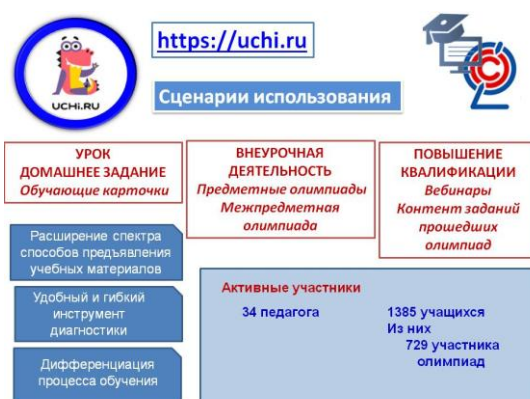 https://uchi.ru
UCHi.RU
Сценарии использования
УРОК
ДОМАШНЕЕ ЗАДАНИЕ
Обучающие карточки
ВНЕУРОЧНАЯ
ДЕЯТЕЛЬНОСТЬ
Предметные олимпиады
Межпредметная
олимпиада
ПОВЫШЕНИЕ
КВАЛИФИКАЦИИ
Вебинары
Контент заданий
прошедших
олимпиад
Расширение спектра
способов предъявления
учебных материалов
Удобный и гибкий
инструмент
диагностики
Дифференциация
процесса обучения
Активные участники
34 педагога
1385 учащихся
Из них
729 участника
олимпиад